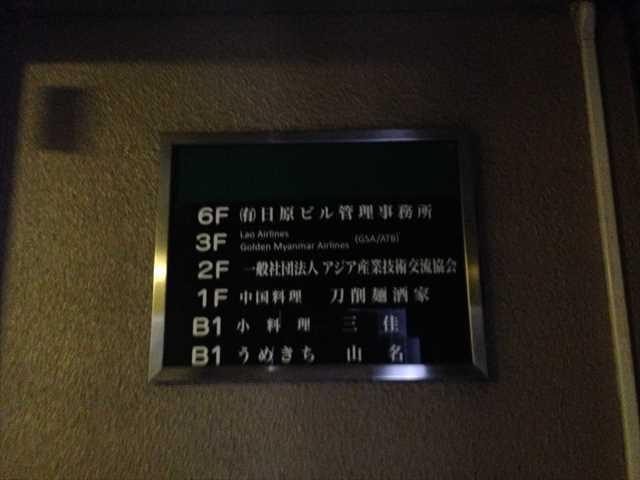 6F ㈲日原ビル管理事務所
3F Lao Airlines
Golden Myanmar Airlines (GSA/ATB)
2F 一般社団法人 アジア産業技術交流協会
1F 中国料理 刀削麺酒家
B1 小料理 三佳
B1 うめきち 山名